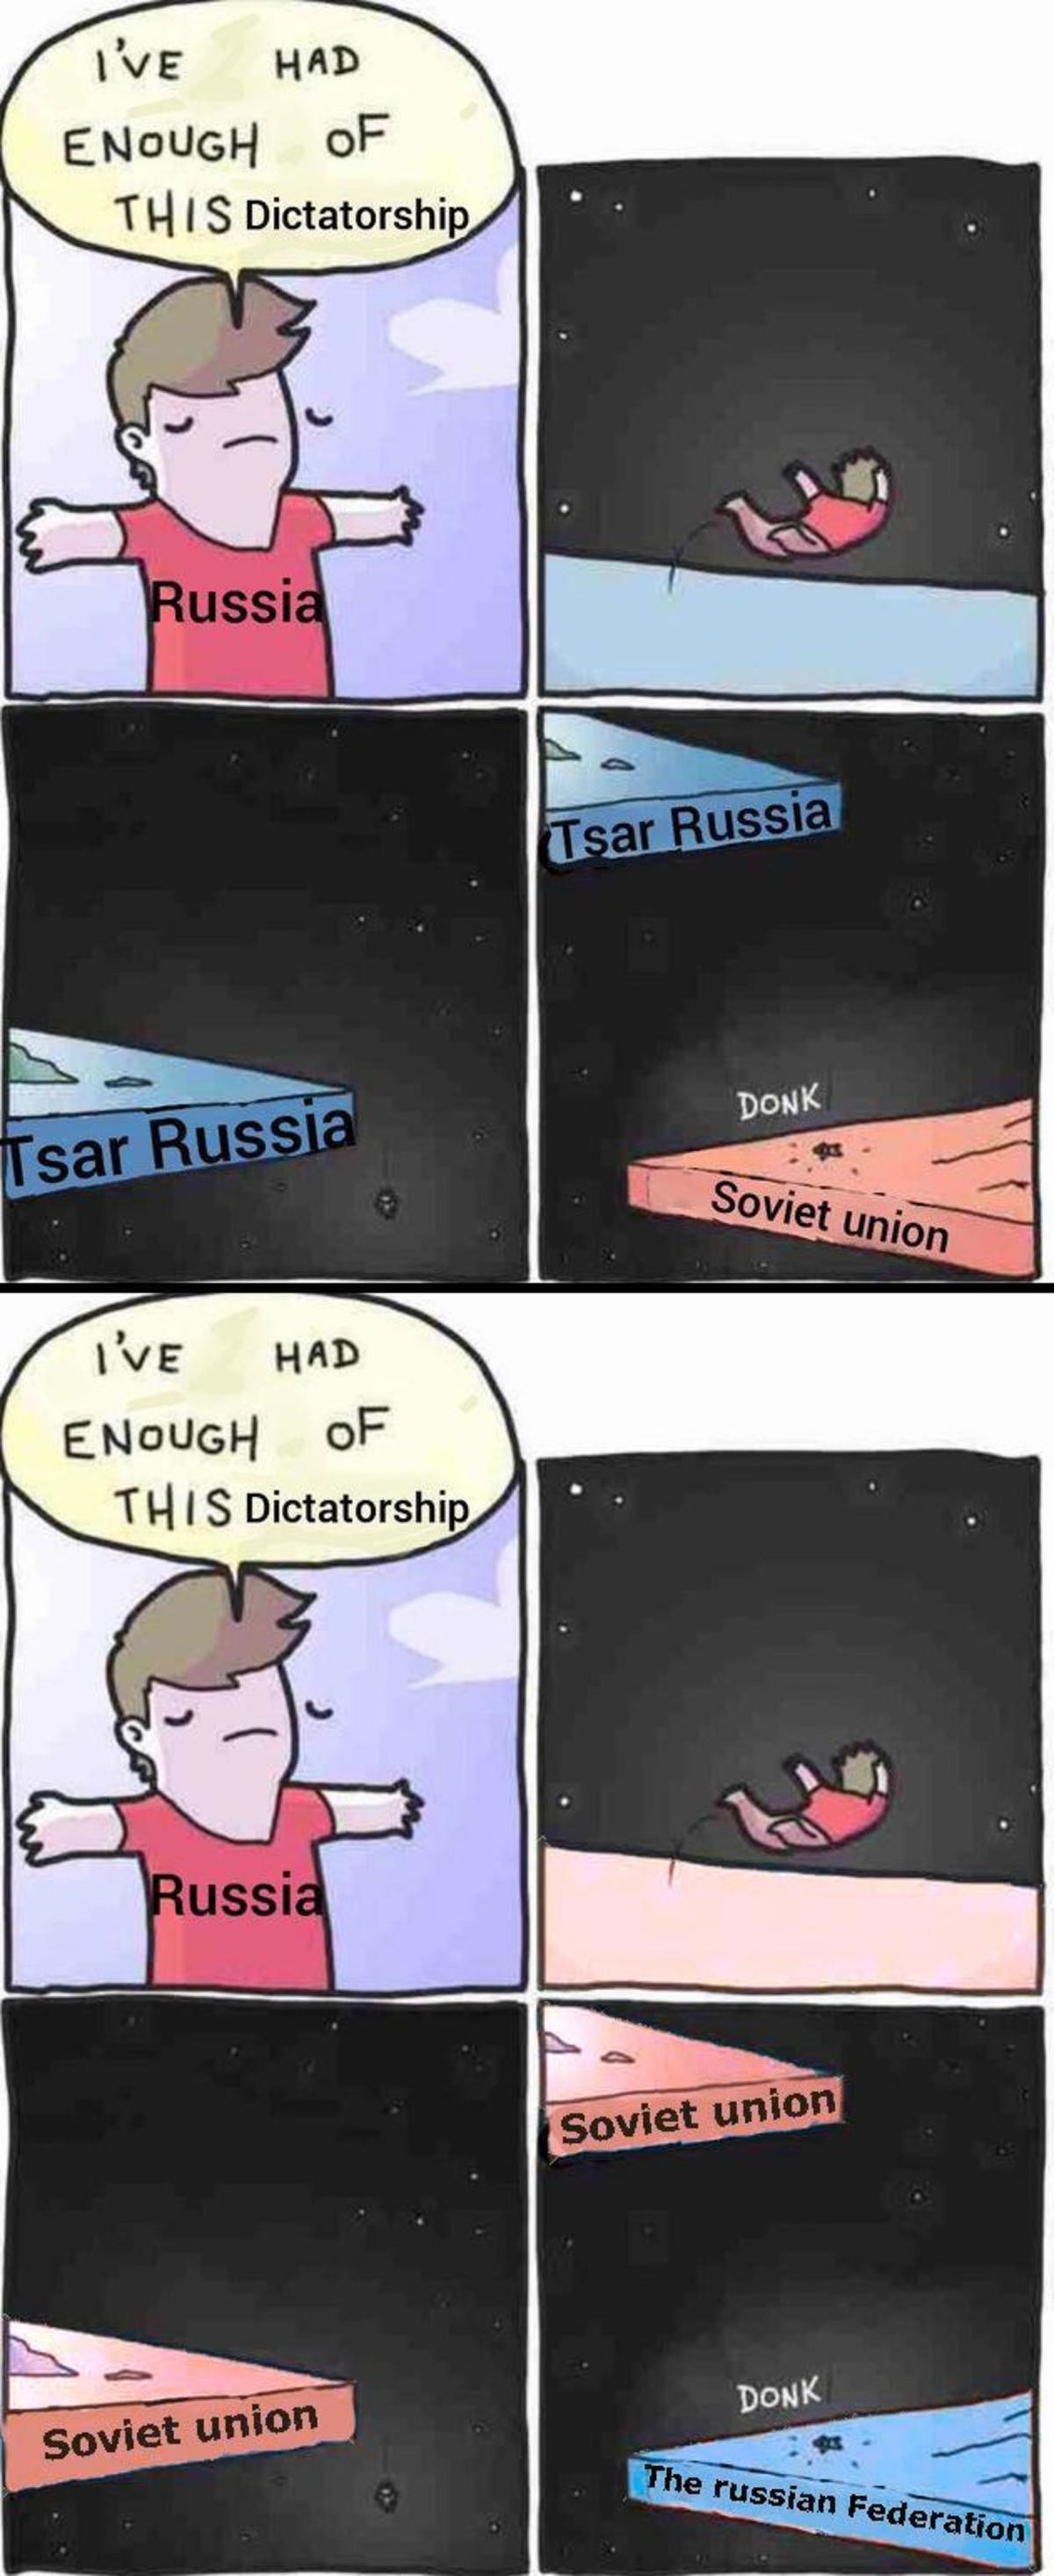 I'VE HAD
ENOUGH OF
THIS Dictatorship
Russia
Tsar Russia
Tsar Russia
DONK
Soviet union
I'VE HAD
ENOUGH OF
THIS Dictatorship
Russia
Soviet union
Soviet union
DONK
The russian Federation